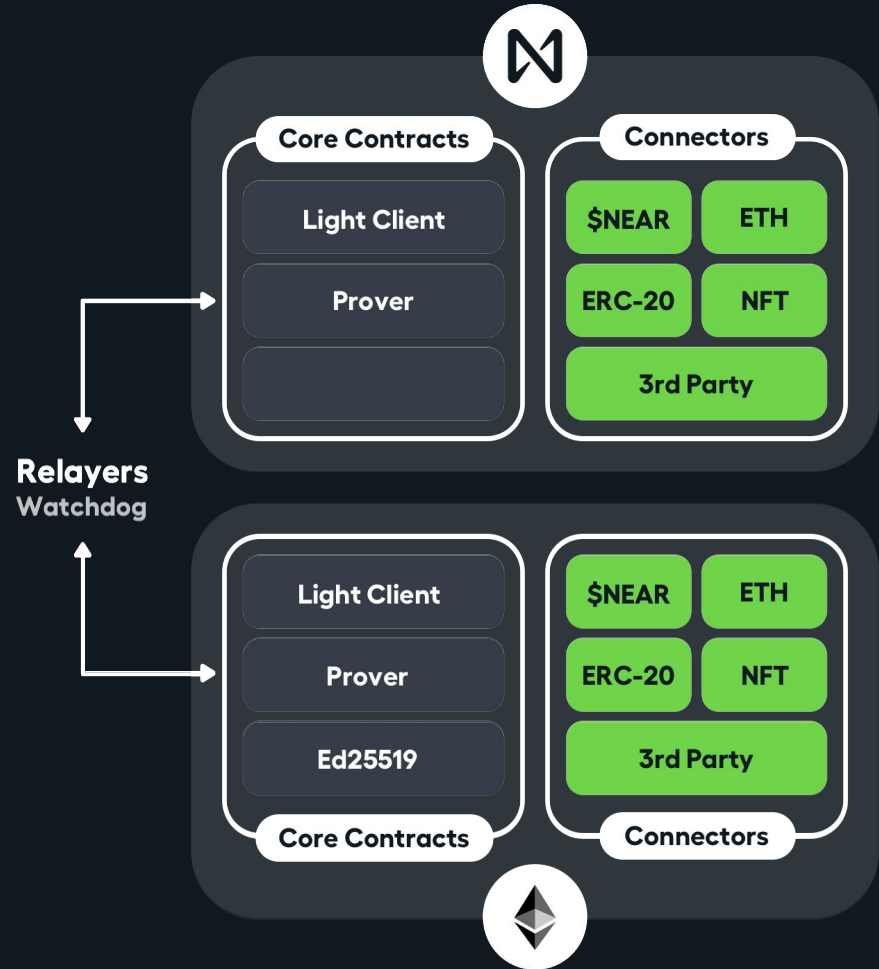 Core Contracts
Connectors
Light Client
$NEAR
ETH
Prover
ERC-20
NFT
3rd Party
Relayers
Watchdog
Light Client
$NEAR
ETH
Prover
ERC-20
NFT
Ed25519
3rd Party
Core Contracts
Connectors